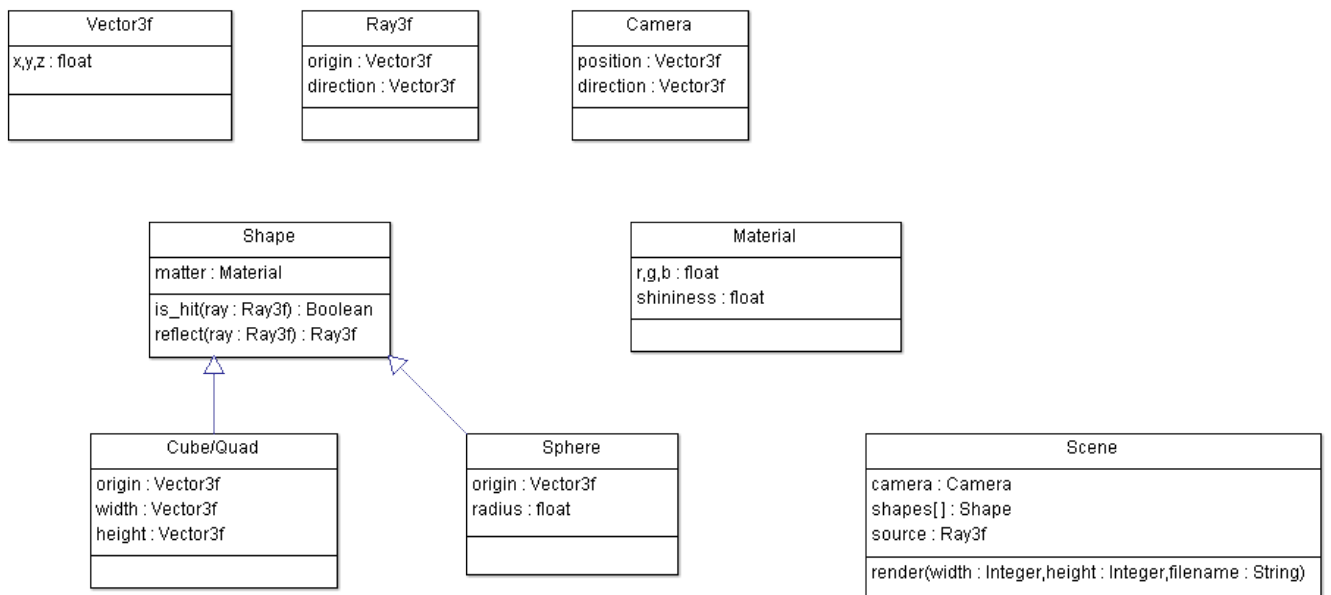 Vector3f
x,y,z : float
Ray3f
origin : Vector3f
direction : Vector3f
Camera
position : Vector3f
direction : Vector3f
Shape
matter : Material
is_hit(ray : Ray3f) : Boolean
reflect(ray : Ray3f) : Ray3f
Material
r,g,b : float
shininess : float
Cube/Quad
origin : Vector3f
width : Vector3f
height : Vector3f
Sphere
origin : Vector3f
radius : float
Scene
camera : Camera
shapes[] : Shape
source : Ray3f
render(width : Integer,height : Integer,filename : String)